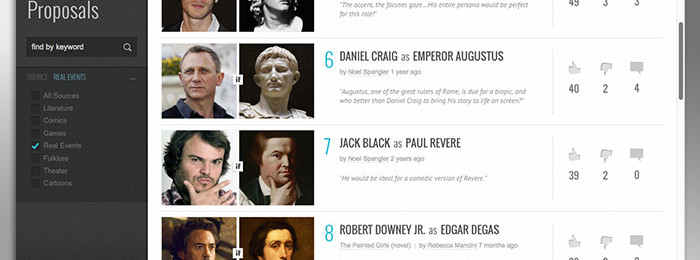 Proposals
find by keyword
SOURCE: REAL EVENTS
All Sources
Literature
Comics
Games
Real Events
Folklore
Theater
Cartoons
"The accent, the focuses gaze...His entire persona would be perfect
for this role!"
49 3 3
if
6 DANIEL CRAIG as EMPEROR AUGUSTUS
by Noel Spangler 1 year ago
"Augustus, one of the great rulers of Rome, is due for a biopic, and
who better than Daniel Craig to bring his story to life on screen?"
40 2 4
if
7 JACK BLACK as PAUL REVERE
by Noel Spangler 2 years ago
"He would be ideal for a comedic version of Revere."
39 2 0
if
8 ROBERT DOWNEY JR. as EDGAR DEGAS
The Painted Girls (novel) | by Rebecca Mancini 7 months ago